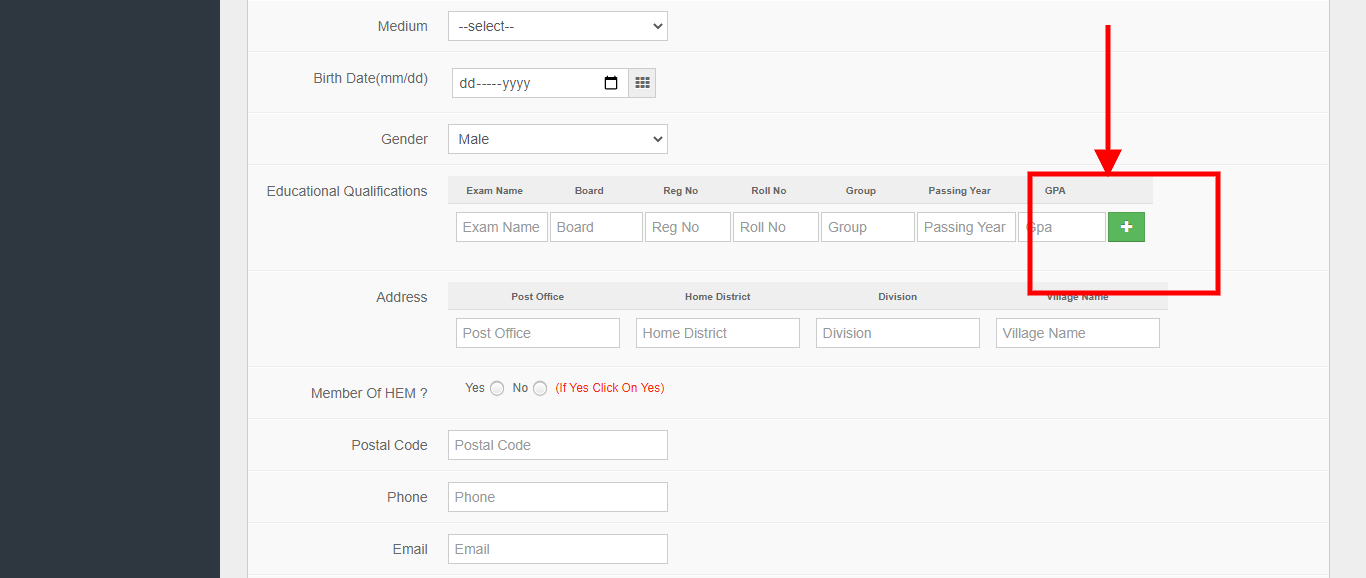 Medium --select--
Birth Date(mm/dd) dd-----yyyy
Gender Male
Educational Qualifications Exam Name Board Reg No Roll No Group Passing Year GPA
Exam Name Board Reg No Roll No Group Passing Year Gpa +
Address Post Office Home District Division Village Name
Post Office Home District Division Village Name
Member Of HEM ? Yes No (If Yes Click On Yes)
Postal Code Postal Code
Phone Phone
Email Email